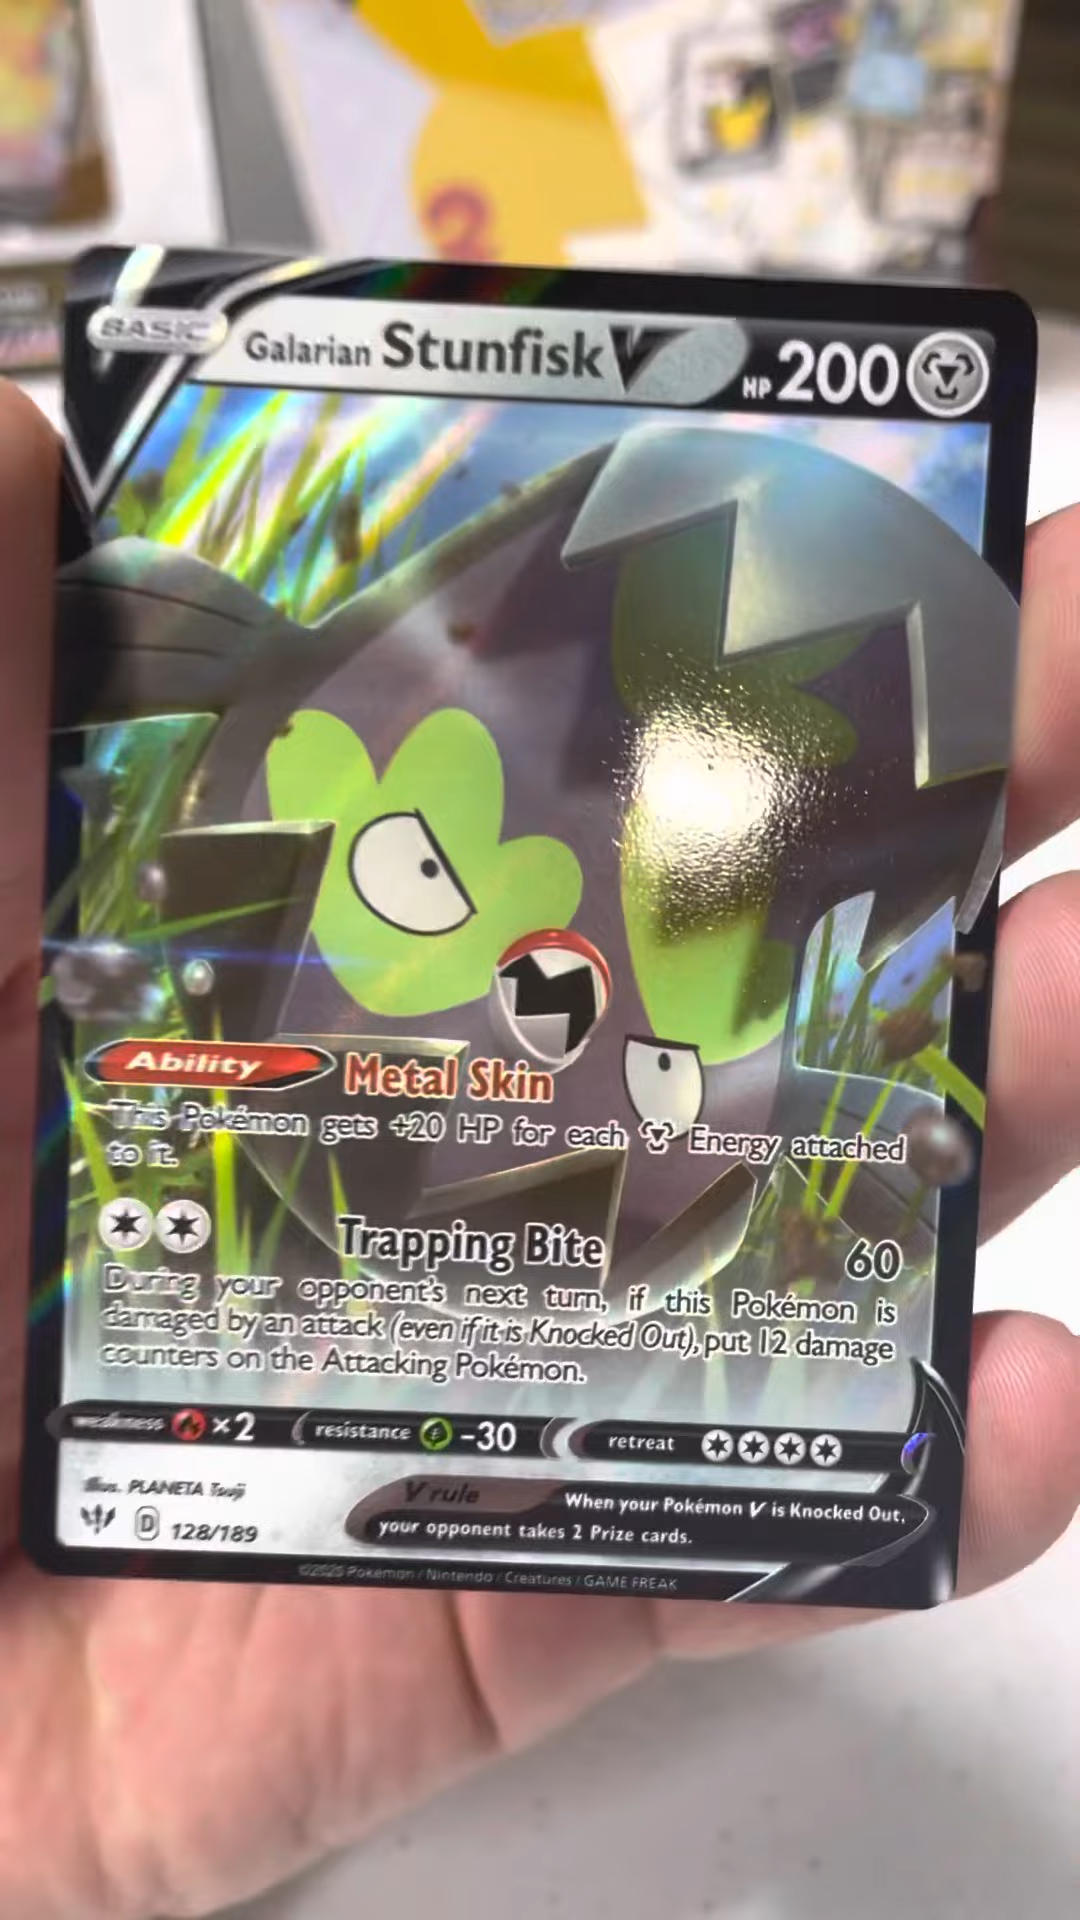 BASIC
Galarian Stunfisk V HP 200
Ability Metal Skin
This Pokémon gets +20 HP for each Energy attached
to it.
Trapping Bite 60
During your opponent's next turn, if this Pokémon is
damaged by an attack (even if it is Knocked Out), put 12 damage
counters on the Attacking Pokémon.
weakness ×2 resistance -30 retreat
Illus. PLANETA Tsuji
V rule When your Pokémon V is Knocked Out,
your opponent takes 2 Prize cards.
D 128/189
©2020 Pokémon / Nintendo / Creatures / GAME FREAK
2